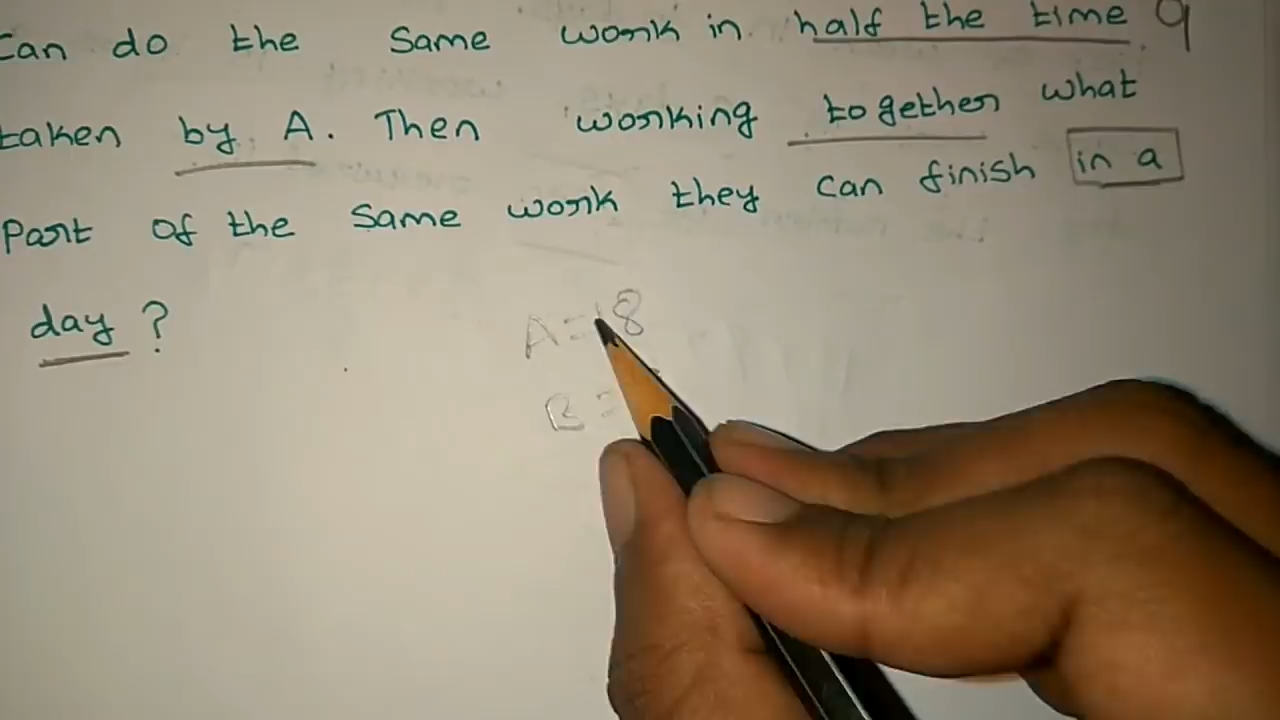 can do the same work in half the time 9
taken by A. Then working together what
part of the same work they can finish in a
day ?
A=18
B =